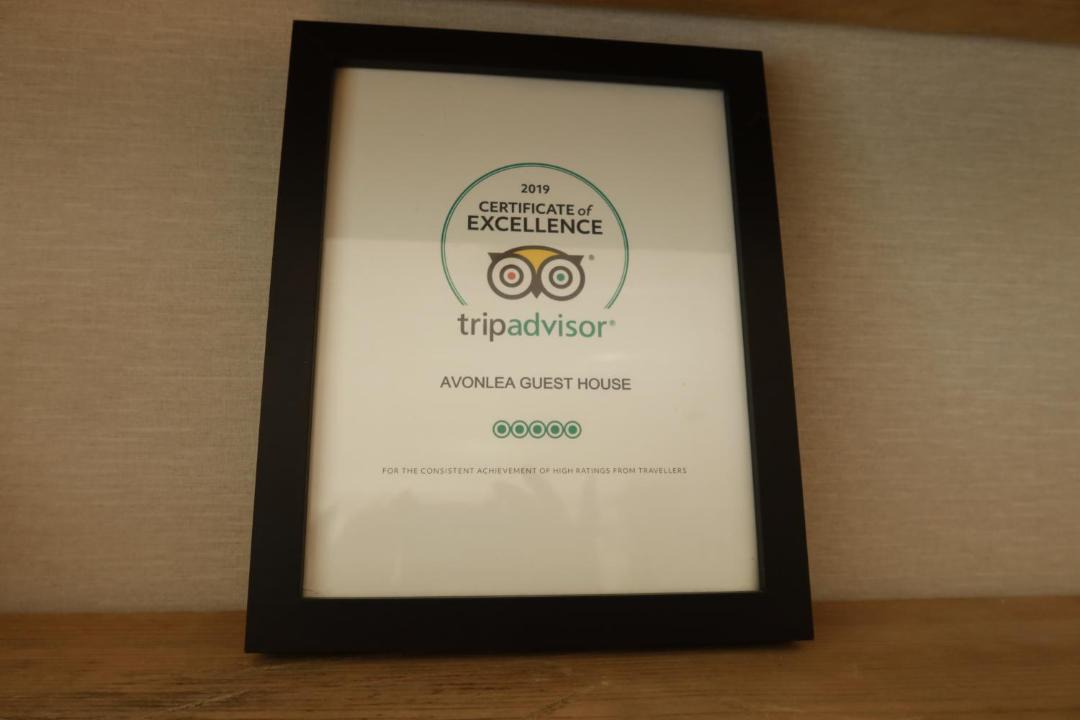 2019
CERTIFICATE of
EXCELLENCE
tripadvisor®
AVONLEA GUEST HOUSE
FOR THE CONSISTENT ACHIEVEMENT OF HIGH RATINGS FROM TRAVELLERS